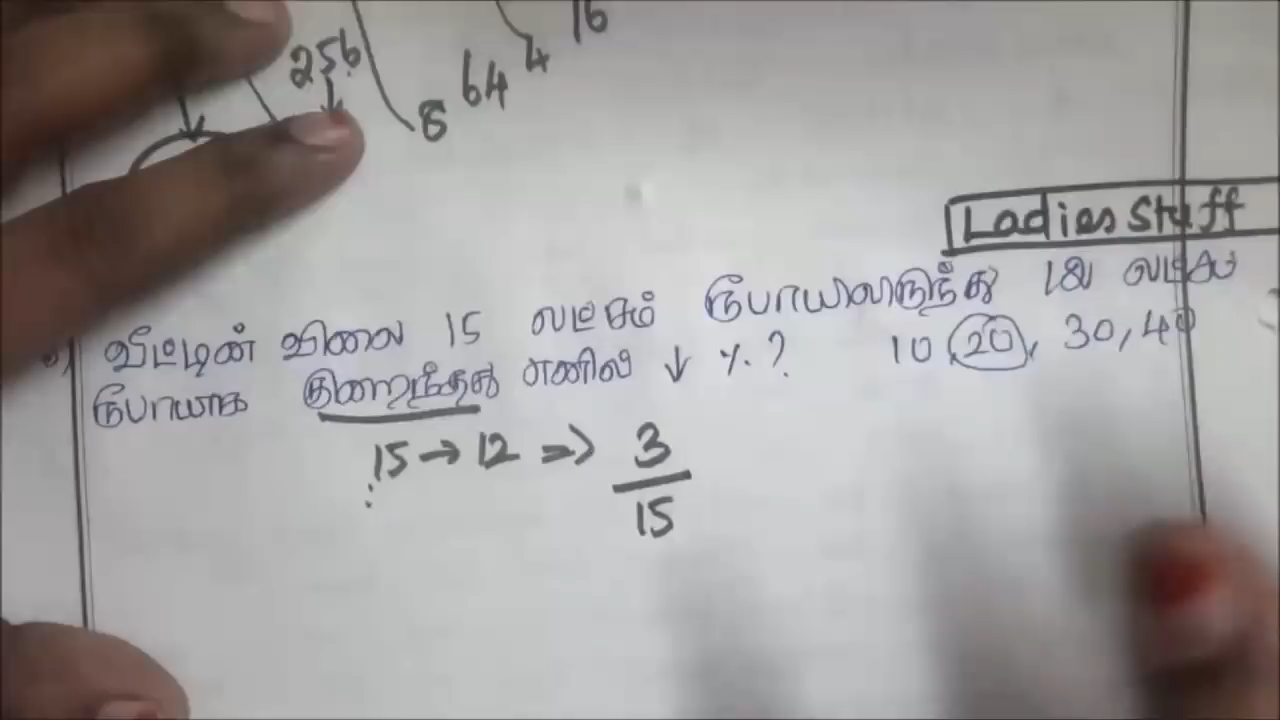 256
8 64 4 16
Ladies Stuff
வீட்டின் விலை 15 லட்சம் ரூபாயிலிருந்து 12 லட்சம்
ரூபாயாக குறைந்தது எனில் ↓ %? 10, 20, 30, 40
15 → 12 => 3/15